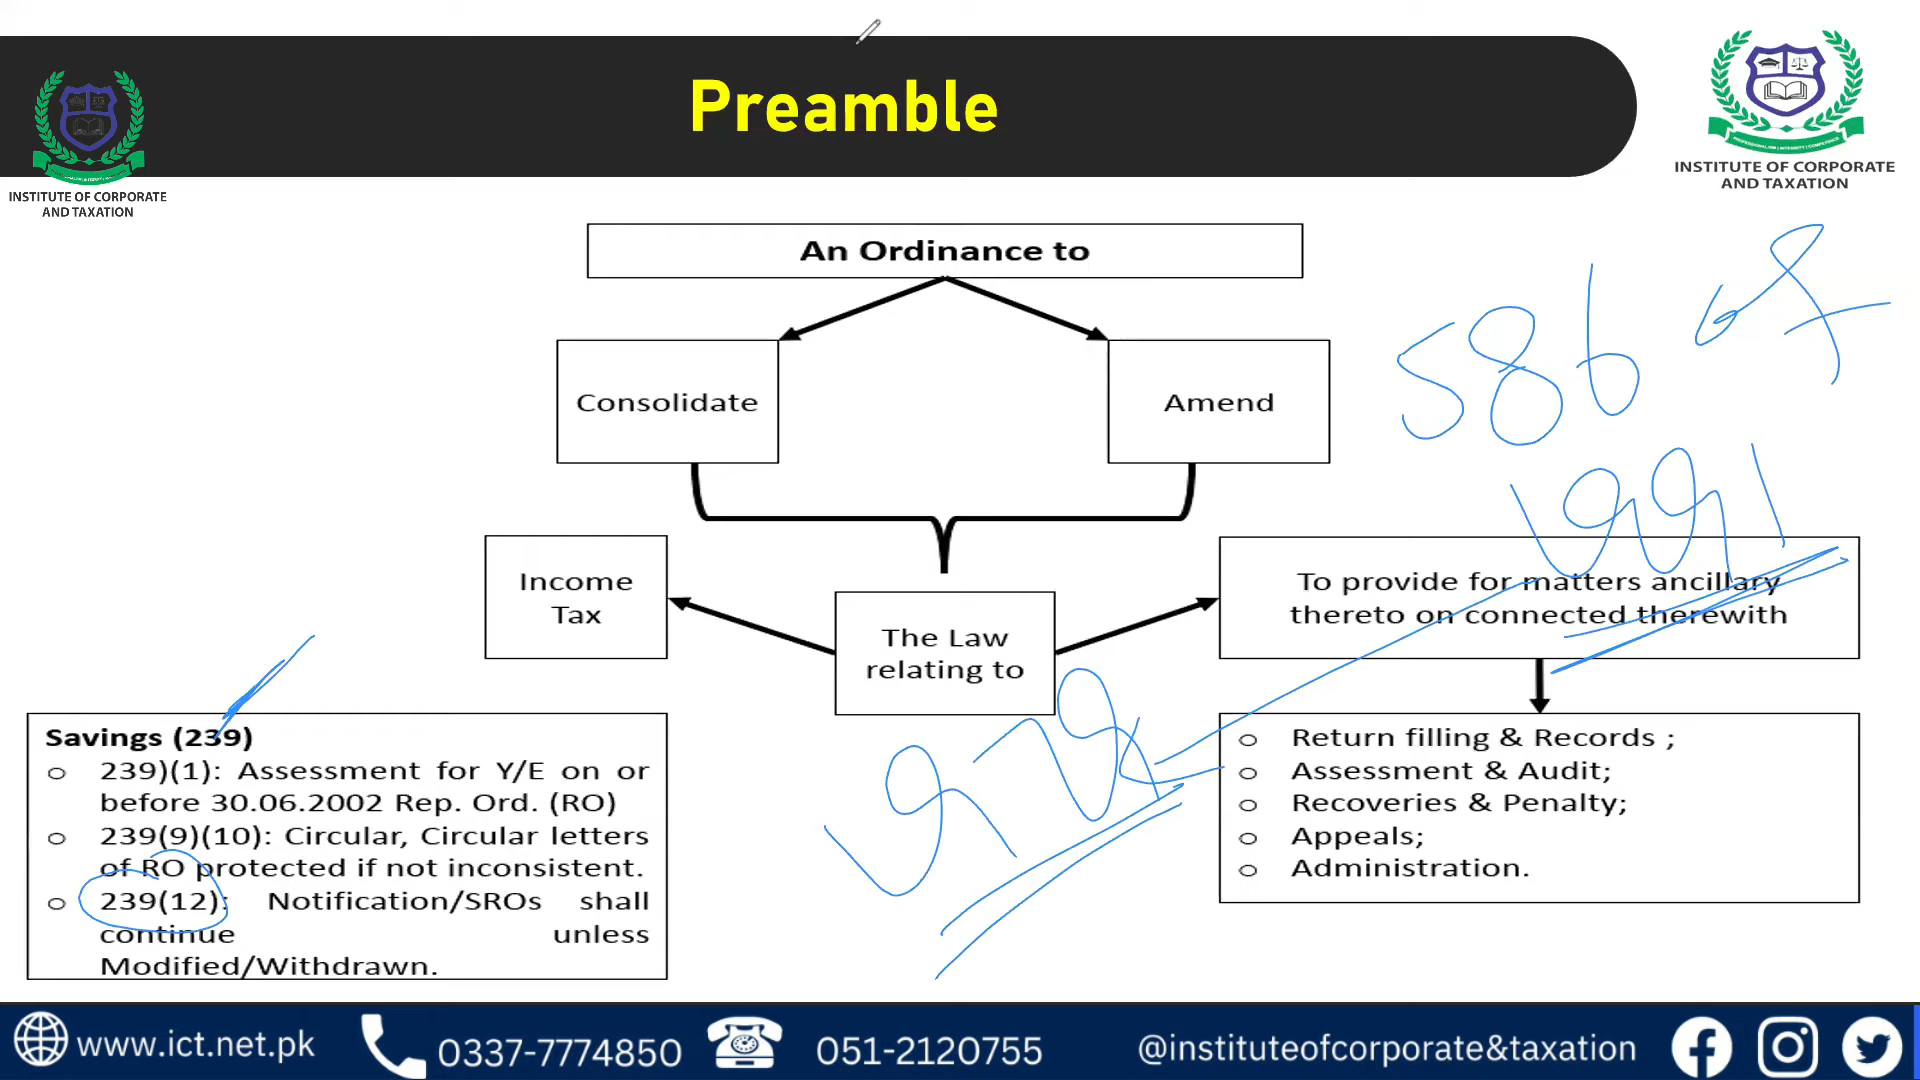 Preamble
INSTITUTE OF CORPORATE
AND TAXATION
INSTITUTE OF CORPORATE
AND TAXATION
An Ordinance to
Consolidate
Amend
586 of
1991
Income
Tax
The Law
relating to
To provide for matters ancillary
thereto on connected therewith
1979
Savings (239)
o 239)(1): Assessment for Y/E on or
before 30.06.2002 Rep. Ord. (RO)
o 239(9)(10): Circular, Circular letters
of RO protected if not inconsistent.
o 239(12): Notification/SROs shall
continue unless
Modified/Withdrawn.
o Return filling & Records ;
o Assessment & Audit;
o Recoveries & Penalty;
o Appeals;
o Administration.
www.ict.net.pk
0337-7774850
051-2120755
@instituteofcorporate&taxation